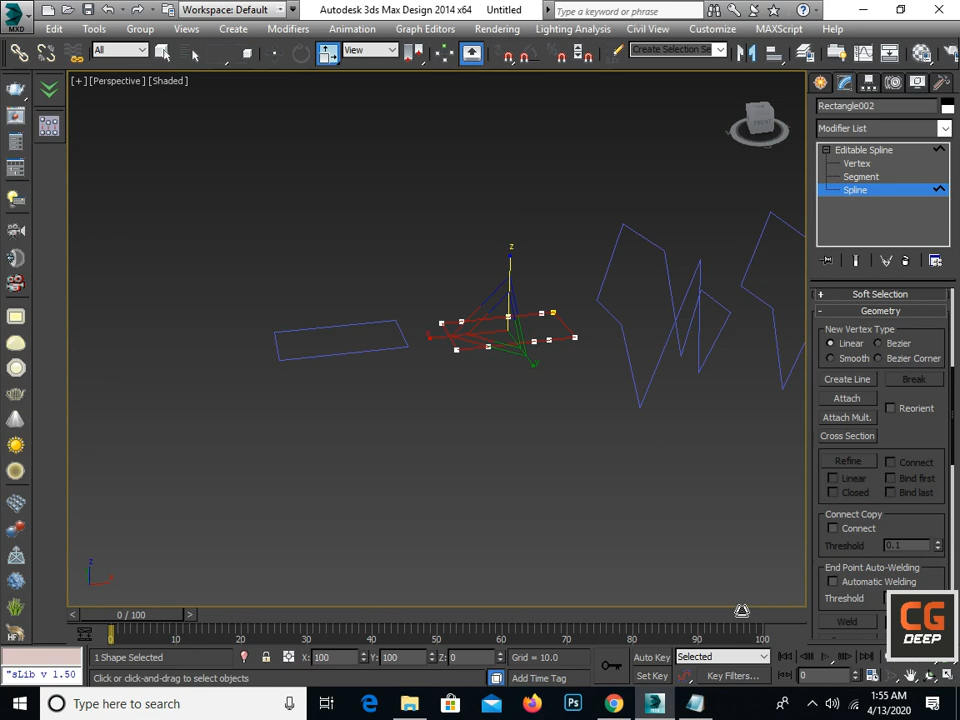 MXD
Workspace: Default
Autodesk 3ds Max Design 2014 x64
Untitled
Type a keyword or phrase
Edit Tools Group Views Create Modifiers Animation Graph Editors Rendering Lighting Analysis Civil View Customize MAXScript Help
All
View
Create Selection Se
[+] [Perspective] [Shaded]
FRONT
Rectangle002
Modifier List
Editable Spline
Vertex
Segment
Spline
+ Soft Selection
- Geometry
New Vertex Type
Linear Bezier
Smooth Bezier Corner
Create Line Break
Attach
Reorient
Attach Mult.
Cross Section
Refine Connect
Linear Bind first
Closed Bind last
Connect Copy
Connect
Threshold 0.1
End Point Auto-Welding
Automatic Welding
Threshold
Weld
z
z
< 0 / 100 >
0 10 20 30 40 50 60 70 80 90 100
"sLib v 1.50
1 Shape Selected
X: 100 Y: 100 Z: 0 Grid = 10.0
Click or click-and-drag to select objects
Add Time Tag
Auto Key Selected
Set Key Key Filters...
0
CG
DEEP
Type here to search
Ps
MAX
1:55 AM
4/13/2020